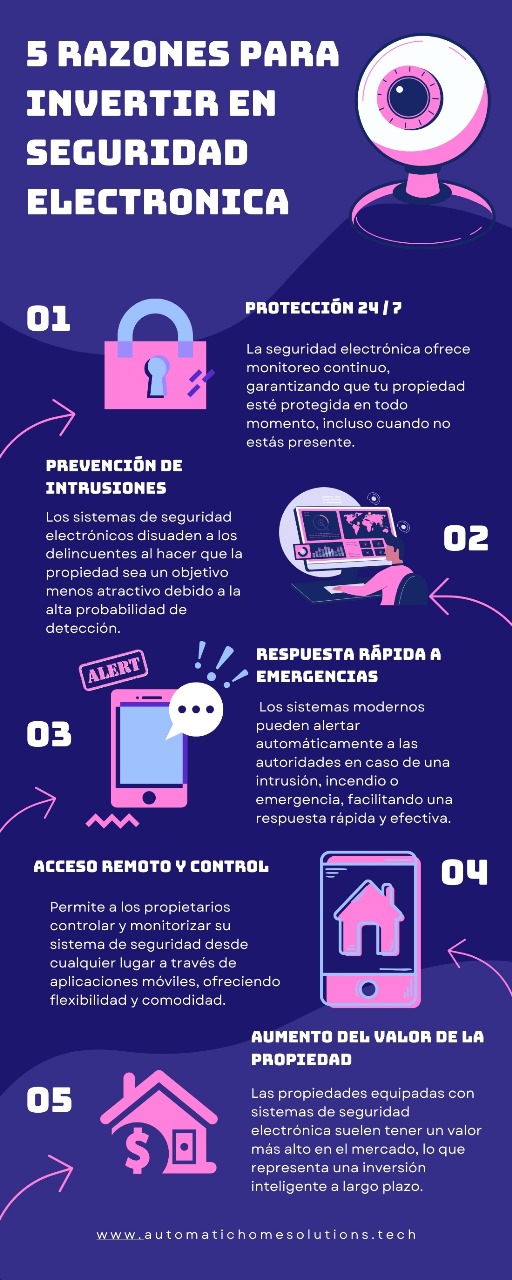 5 RAZONES PARA
INVERTIR EN
SEGURIDAD
ELECTRONICA
01
PROTECCIÓN 24 / 7
La seguridad electrónica ofrece
monitoreo continuo,
garantizando que tu propiedad
esté protegida en todo
momento, incluso cuando no
estás presente.
PREVENCIÓN DE
INTRUSIONES
Los sistemas de seguridad
electrónicos disuaden a los
delincuentes al hacer que la
propiedad sea un objetivo
menos atractivo debido a la
alta probabilidad de
detección.
02
ALERT
03
RESPUESTA RÁPIDA A
EMERGENCIAS
Los sistemas modernos
pueden alertar
automáticamente a las
autoridades en caso de una
intrusión, incendio o
emergencia, facilitando una
respuesta rápida y efectiva.
ACCESO REMOTO Y CONTROL
04
Permite a los propietarios
controlar y monitorizar su
sistema de seguridad desde
cualquier lugar a través de
aplicaciones móviles, ofreciendo
flexibilidad y comodidad.
AUMENTO DEL VALOR DE LA
PROPIEDAD
05
$
Las propiedades equipadas con
sistemas de seguridad
electrónica suelen tener un valor
más alto en el mercado, lo que
representa una inversión
inteligente a largo plazo.
www.automatichomesolutions.tech